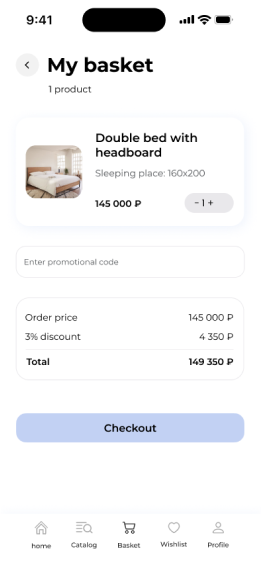 9:41
My basket
1 product
Double bed with
headboard
Sleeping place: 160x200
145 000 ₽
− 1 +
Enter promotional code
Order price 145 000 ₽
3% discount 4 350 ₽
Total 149 350 ₽
Checkout
home Catalog Basket Wishlist Profile